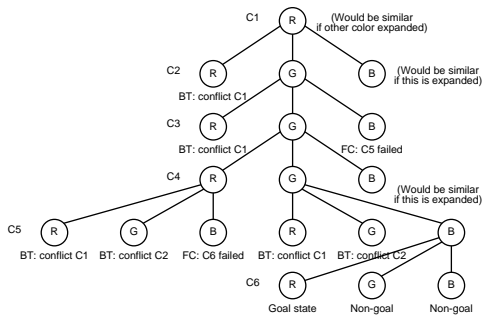 C1 R (Would be similar
if other color expanded)
C2 R G B (Would be similar
if this is expanded)
BT: conflict C1
C3 R G B
BT: conflict C1 FC: C5 failed
C4 R G B
(Would be similar
if this is expanded)
C5 R G B R G B
BT: conflict C1 BT: conflict C2 FC: C6 failed BT: conflict C1 BT: conflict C2
C6 R G B
Goal state Non-goal Non-goal